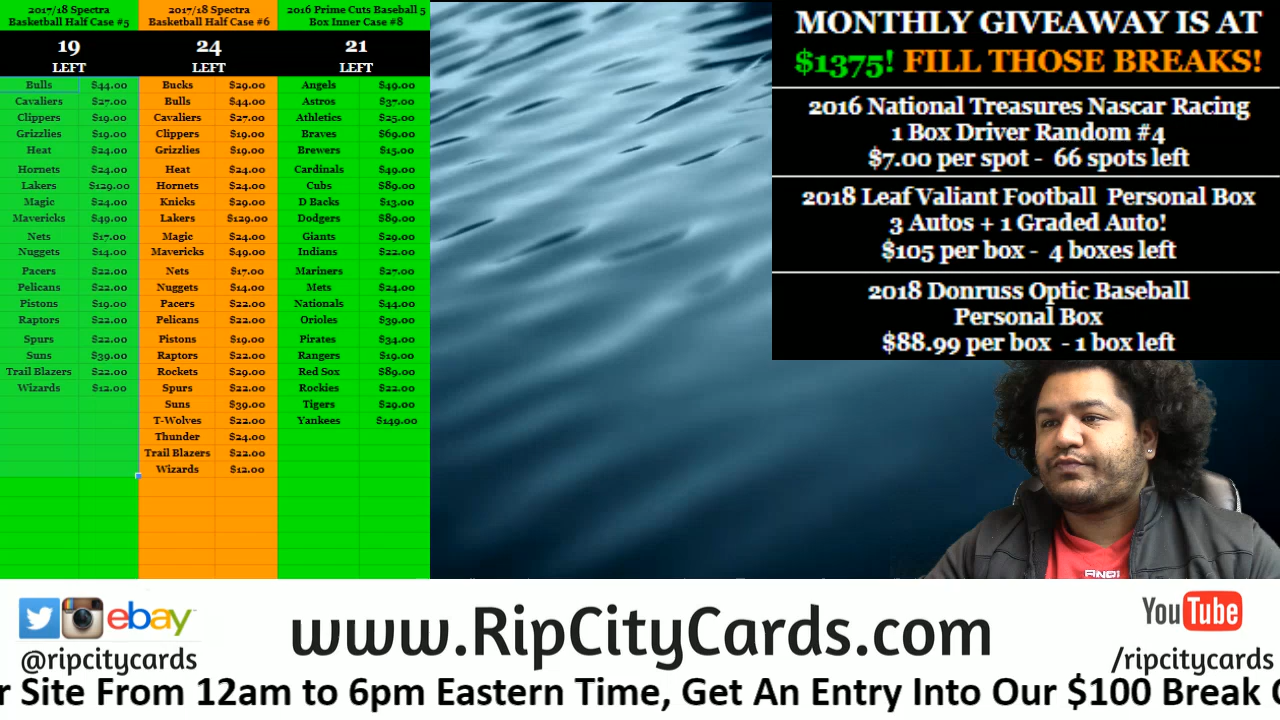 2017/18 Spectra
Basketball Half Case #5
19
LEFT
Bulls $44.00
Cavaliers $27.00
Clippers $19.00
Grizzlies $19.00
Heat $24.00
Hornets $24.00
Lakers $129.00
Magic $24.00
Mavericks $49.00
Nets $17.00
Nuggets $14.00
Pacers $22.00
Pelicans $22.00
Pistons $19.00
Raptors $22.00
Spurs $22.00
Suns $39.00
Trail Blazers $22.00
Wizards $12.00
2017/18 Spectra
Basketball Half Case #6
24
LEFT
Bucks $29.00
Bulls $44.00
Cavaliers $27.00
Clippers $19.00
Grizzlies $19.00
Heat $24.00
Hornets $24.00
Knicks $29.00
Lakers $129.00
Magic $24.00
Mavericks $49.00
Nets $17.00
Nuggets $14.00
Pacers $22.00
Pelicans $22.00
Pistons $19.00
Raptors $22.00
Rockets $29.00
Spurs $22.00
Suns $39.00
T-Wolves $22.00
Thunder $24.00
Trail Blazers $22.00
Wizards $12.00
2016 Prime Cuts Baseball 5
Box Inner Case #8
21
LEFT
Angels $49.00
Astros $37.00
Athletics $25.00
Braves $69.00
Brewers $15.00
Cardinals $49.00
Cubs $89.00
D Backs $13.00
Dodgers $89.00
Giants $29.00
Indians $22.00
Mariners $27.00
Mets $24.00
Nationals $44.00
Orioles $39.00
Pirates $34.00
Rangers $19.00
Red Sox $89.00
Rockies $22.00
Tigers $29.00
Yankees $149.00
MONTHLY GIVEAWAY IS AT
$1375! FILL THOSE BREAKS!
2016 National Treasures Nascar Racing
1 Box Driver Random #4
$7.00 per spot - 66 spots left
2018 Leaf Valiant Football Personal Box
3 Autos + 1 Graded Auto!
$105 per box - 4 boxes left
2018 Donruss Optic Baseball
Personal Box
$88.99 per box - 1 box left
ebay
@ripcitycards
www.RipCityCards.com
YouTube
/ripcitycards
r Site From 12am to 6pm Eastern Time, Get An Entry Into Our $100 Break